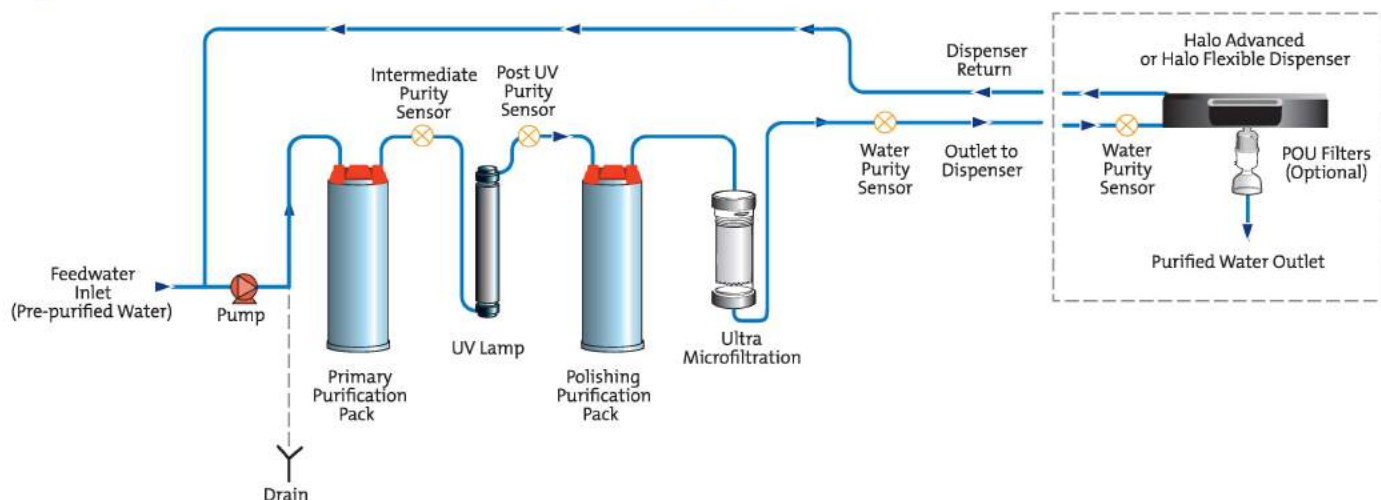 Halo Advanced
or Halo Flexible Dispenser
Dispenser
Return
Intermediate
Purity
Sensor
Post UV
Purity
Sensor
Water
Purity
Sensor
Outlet to
Dispenser
Water
Purity
Sensor
POU Filters
(Optional)
Purified Water Outlet
Feedwater
Inlet
(Pre-purified Water)
Pump
UV Lamp
Ultra
Microfiltration
Primary
Purification
Pack
Polishing
Purification
Pack
Drain